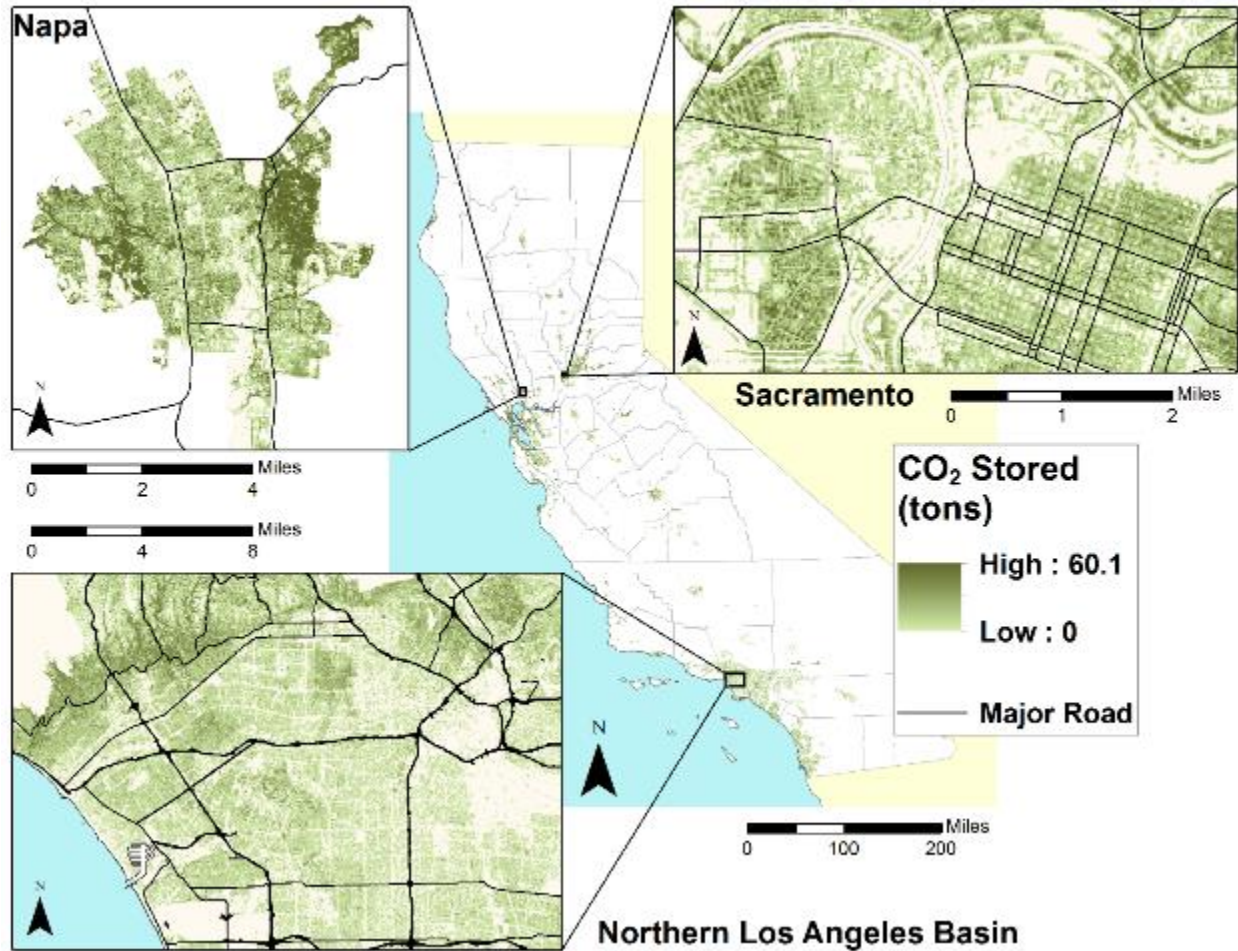 Napa
N
Miles
0 2 4
Miles
0 4 8
N
Sacramento
Miles
0 1 2
CO₂ Stored
(tons)
High : 60.1
Low : 0
Major Road
N
Miles
0 100 200
N
Northern Los Angeles Basin